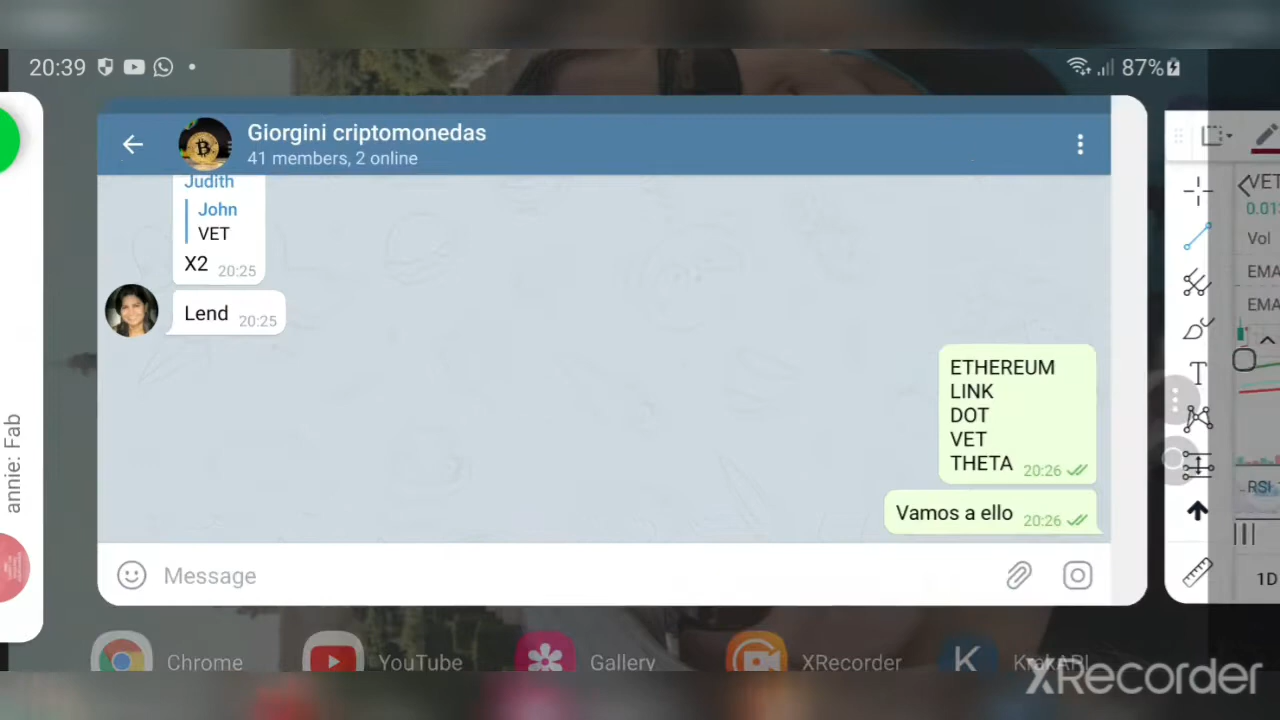 20:39
87%
Giorgini criptomonedas
41 members, 2 online
Judith
John
VET
X2 20:25
Lend 20:25
ETHEREUM
LINK
DOT
VET
THETA 20:26
Vamos a ello 20:26
Message
annie: Fab
VET
Vol
EMA
EMA
RSI
1D
Chrome
YouTube
Gallery
XRecorder
XRecorder